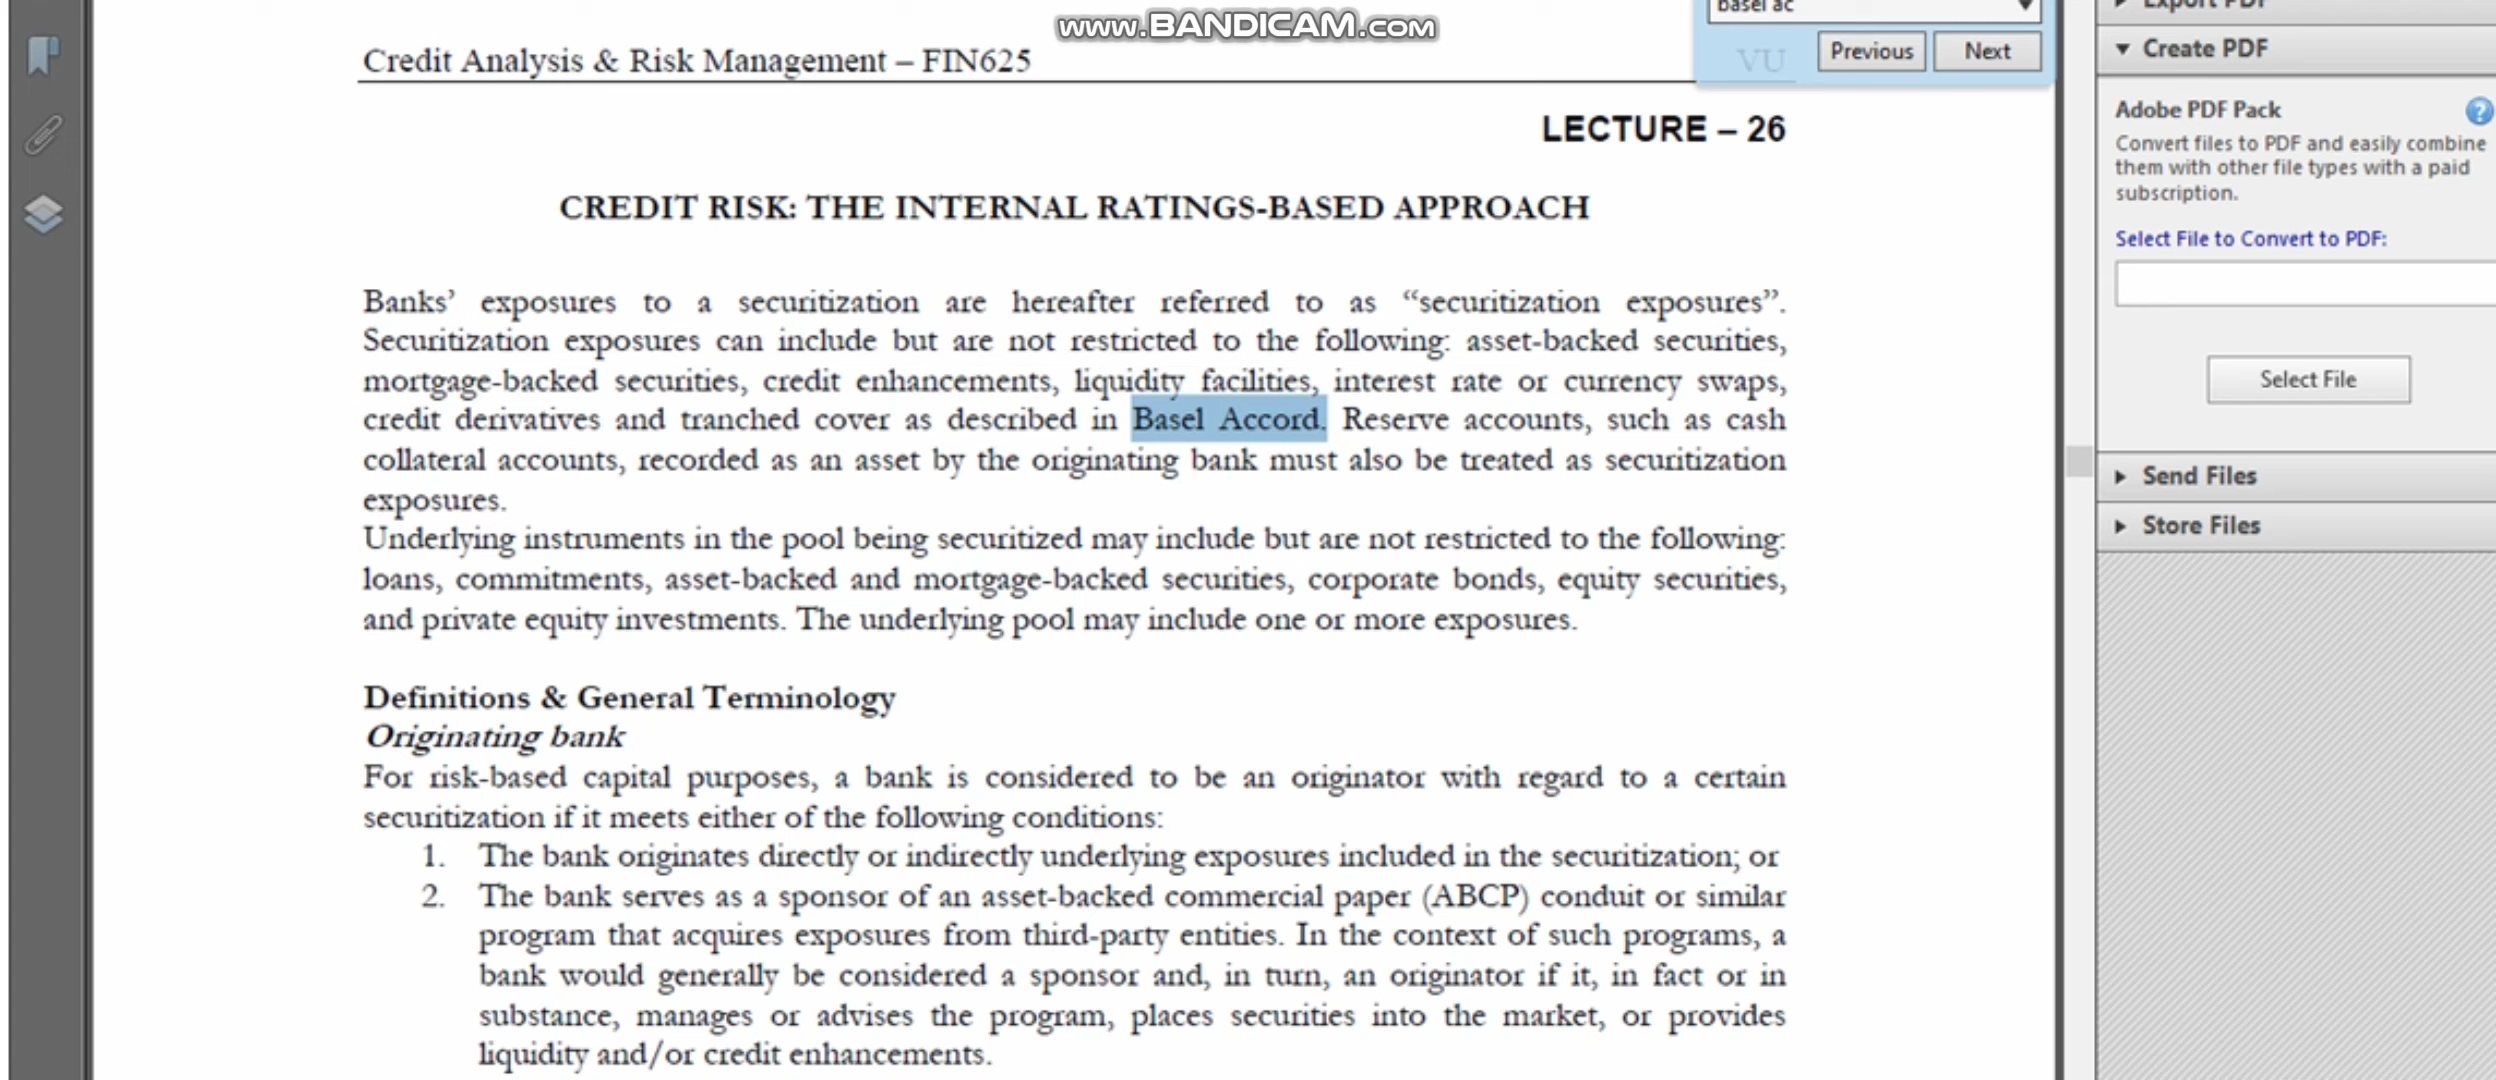 www.BANDICAM.com
basel ac
Export PDF
Credit Analysis & Risk Management – FIN625
VU
Previous
Next
Create PDF
LECTURE – 26
Adobe PDF Pack
Convert files to PDF and easily combine
them with other file types with a paid
subscription.
CREDIT RISK: THE INTERNAL RATINGS-BASED APPROACH
Select File to Convert to PDF:
Select File
Send Files
Store Files
Banks’ exposures to a securitization are hereafter referred to as “securitization exposures”.
Securitization exposures can include but are not restricted to the following: asset-backed securities,
mortgage-backed securities, credit enhancements, liquidity facilities, interest rate or currency swaps,
credit derivatives and tranched cover as described in Basel Accord. Reserve accounts, such as cash
collateral accounts, recorded as an asset by the originating bank must also be treated as securitization
exposures.
Underlying instruments in the pool being securitized may include but are not restricted to the following:
loans, commitments, asset-backed and mortgage-backed securities, corporate bonds, equity securities,
and private equity investments. The underlying pool may include one or more exposures.
Definitions & General Terminology
Originating bank
For risk-based capital purposes, a bank is considered to be an originator with regard to a certain
securitization if it meets either of the following conditions:
1. The bank originates directly or indirectly underlying exposures included in the securitization; or
2. The bank serves as a sponsor of an asset-backed commercial paper (ABCP) conduit or similar
program that acquires exposures from third-party entities. In the context of such programs, a
bank would generally be considered a sponsor and, in turn, an originator if it, in fact or in
substance, manages or advises the program, places securities into the market, or provides
liquidity and/or credit enhancements.